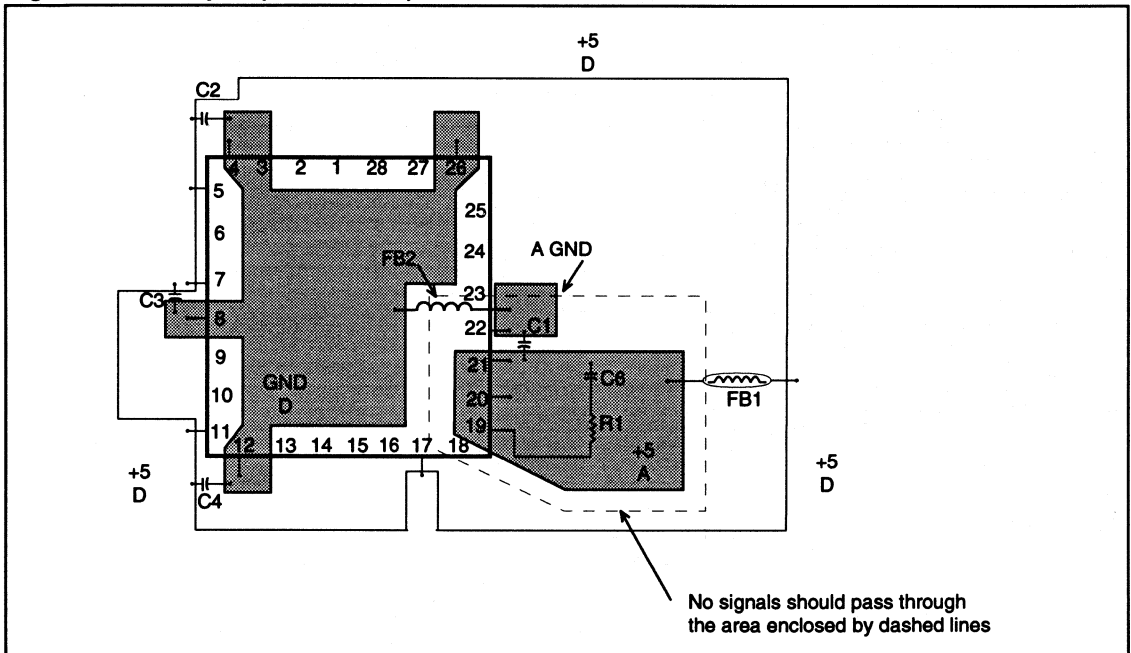 +5
D
C2
4 3 2 1 28 27 26
5
25
6
24
A GND
FB2
7
23
C3
8
22
C1
9
21
C6
FB1
GND
D
10
20
R1
11
19
+5
A
12 13 14 15 16 17 18
+5
D
+5
D
C4
No signals should pass through
the area enclosed by dashed lines